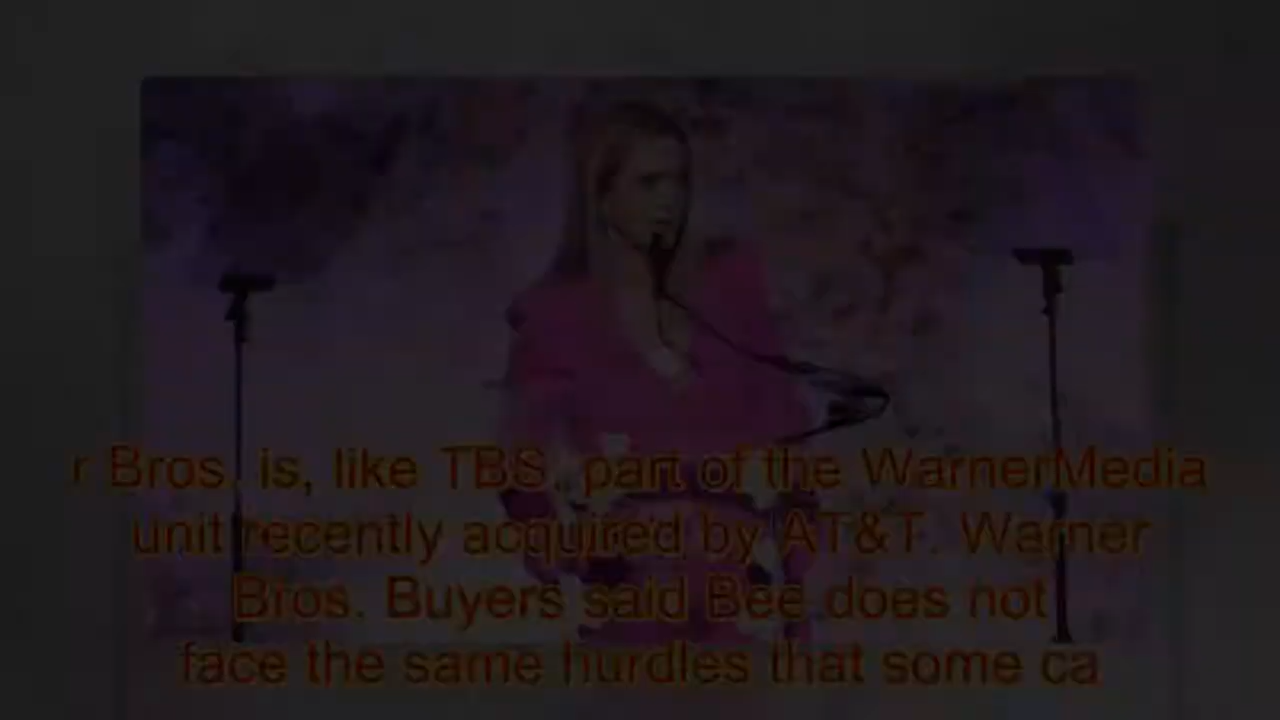 r Bros. is, like TBS, part of the WarnerMedia
unit recently acquired by AT&T. Warner
Bros. Buyers said Bee does not
face the same hurdles that some ca